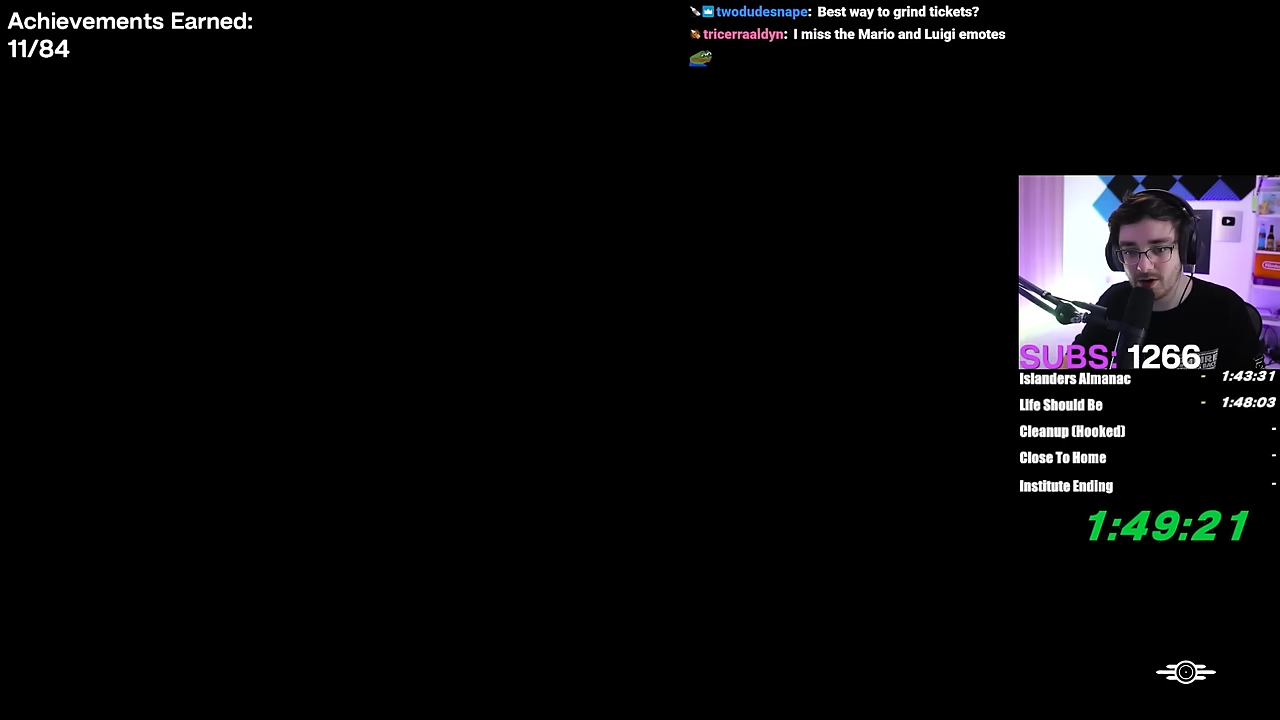 Achievements Earned:
11/84
twodudesnape: Best way to grind tickets?
tricerraaldyn: I miss the Mario and Luigi emotes
SUBS: 1266
Islanders Almanac - 1:43:31
Life Should Be - 1:48:03
Cleanup (Hooked) -
Close To Home -
Institute Ending -
1:49:21